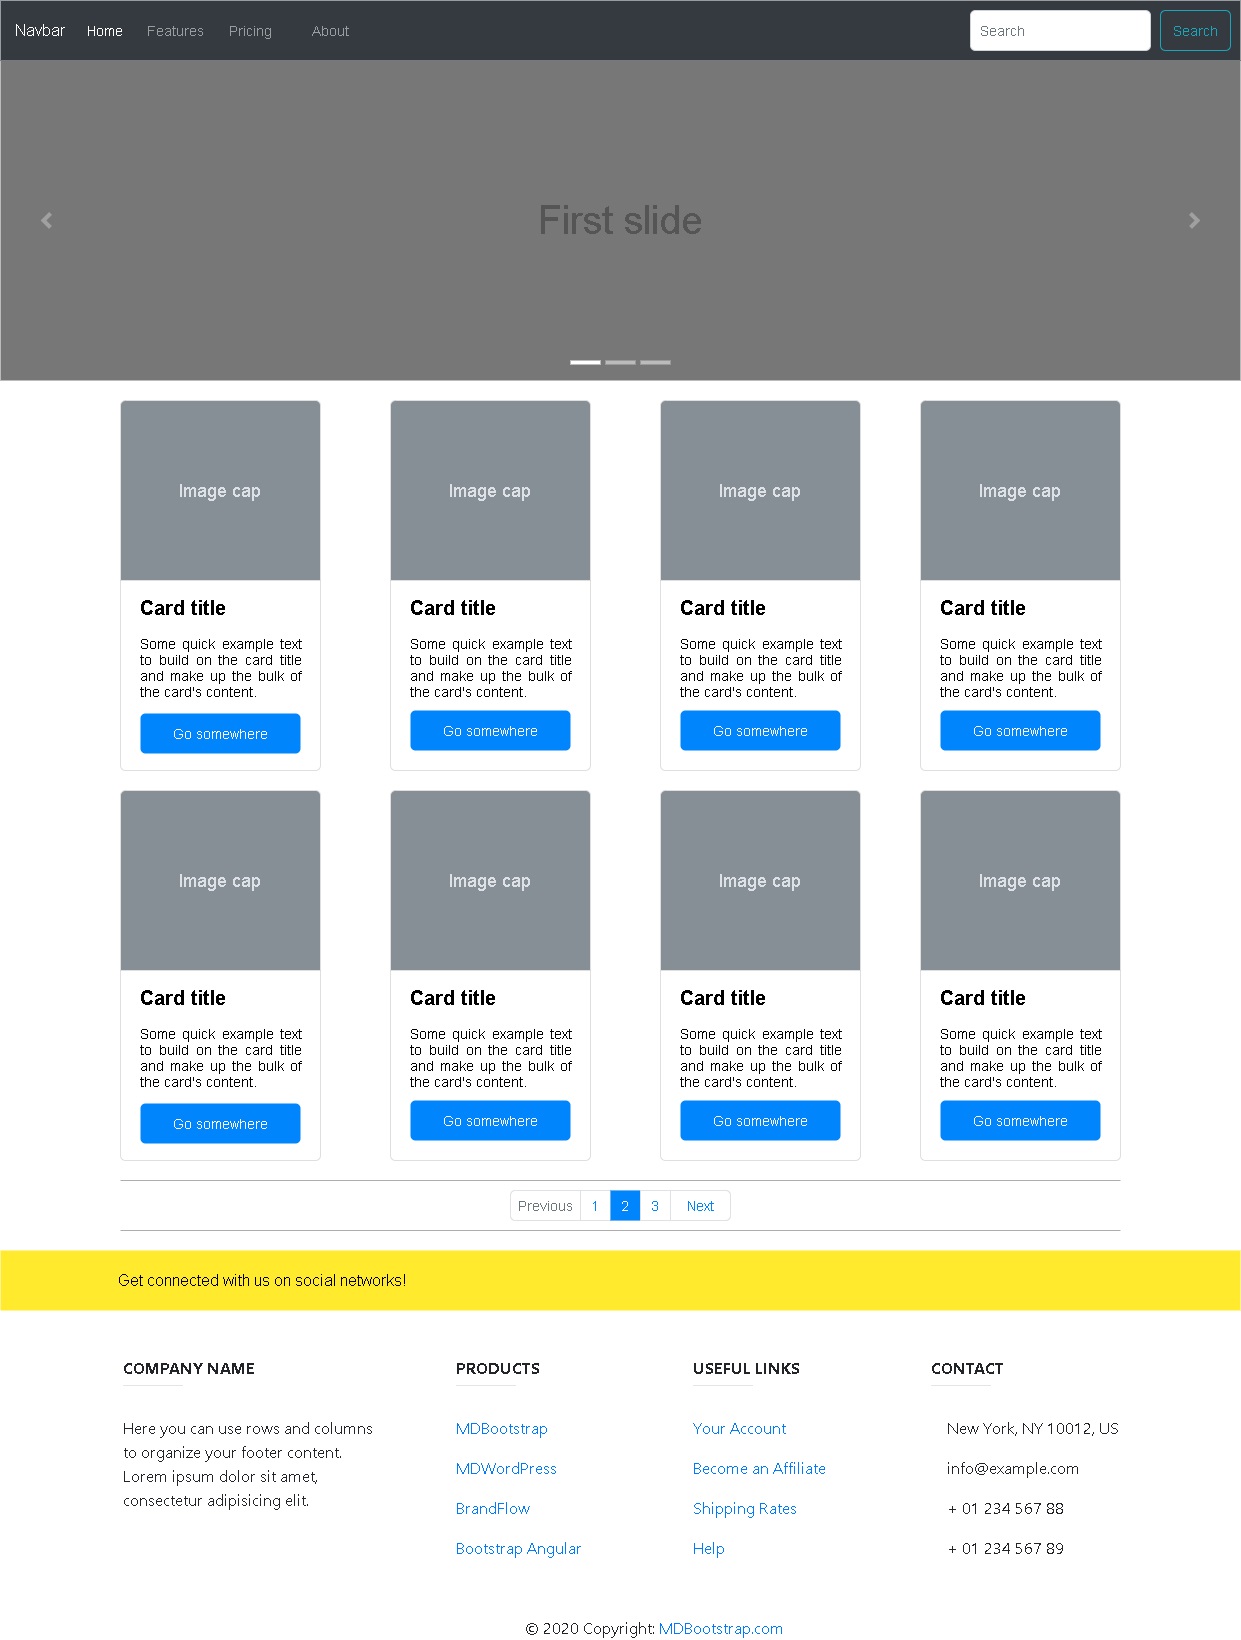 Navbar Home Features Pricing About Search Search
First slide
Image cap Image cap Image cap Image cap
Card title Card title Card title Card title
Some quick example text
to build on the card title
and make up the bulk of
the card's content.
Some quick example text
to build on the card title
and make up the bulk of
the card's content.
Some quick example text
to build on the card title
and make up the bulk of
the card's content.
Some quick example text
to build on the card title
and make up the bulk of
the card's content.
Go somewhere Go somewhere Go somewhere Go somewhere
Image cap Image cap Image cap Image cap
Card title Card title Card title Card title
Some quick example text
to build on the card title
and make up the bulk of
the card's content.
Some quick example text
to build on the card title
and make up the bulk of
the card's content.
Some quick example text
to build on the card title
and make up the bulk of
the card's content.
Some quick example text
to build on the card title
and make up the bulk of
the card's content.
Go somewhere Go somewhere Go somewhere Go somewhere
Previous 1 2 3 Next
Get connected with us on social networks!
COMPANY NAME
Here you can use rows and columns
to organize your footer content.
Lorem ipsum dolor sit amet,
consectetur adipisicing elit.
PRODUCTS
MDBootstrap
MDWordPress
BrandFlow
Bootstrap Angular
USEFUL LINKS
Your Account
Become an Affiliate
Shipping Rates
Help
CONTACT
New York, NY 10012, US
info@example.com
+ 01 234 567 88
+ 01 234 567 89
© 2020 Copyright: MDBootstrap.com